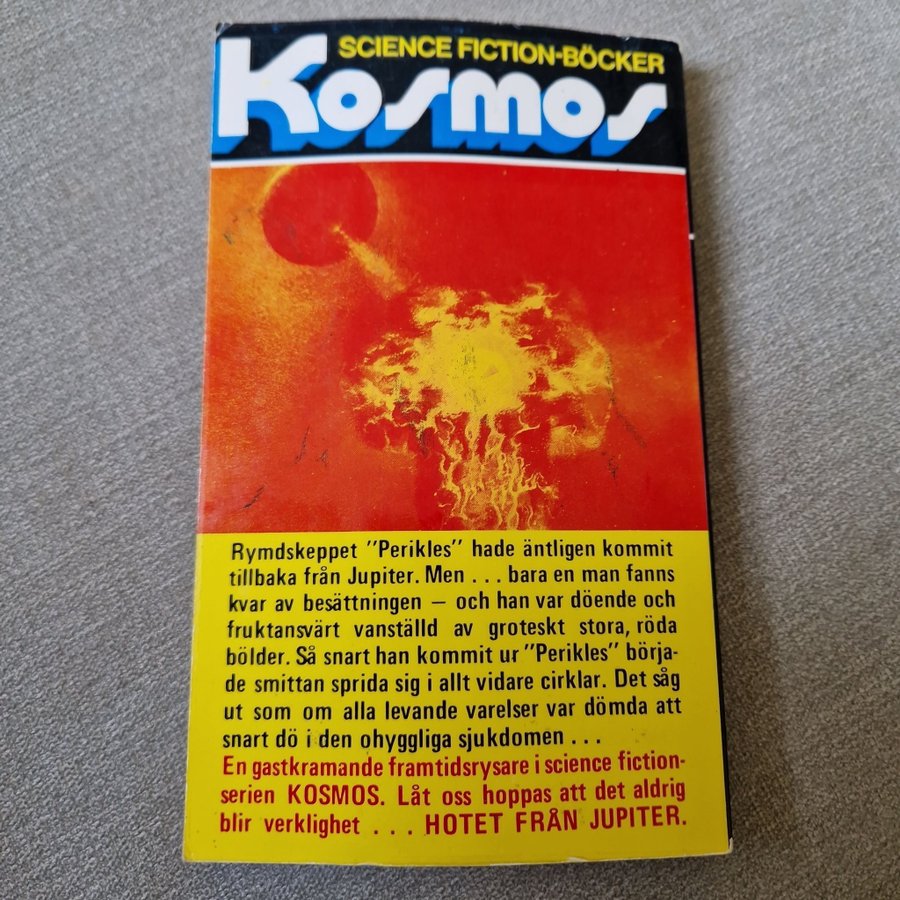 SCIENCE FICTION-BÖCKER
Kosmos
Rymdskeppet "Perikles" hade äntligen kommit
tillbaka från Jupiter. Men . . . bara en man fanns
kvar av besättningen – och han var döende och
fruktansvärt vanställd av groteskt stora, röda
bölder. Så snart han kommit ur "Perikles" börja-
de smittan sprida sig i allt vidare cirklar. Det såg
ut som om alla levande varelser var dömda att
snart dö i den ohyggliga sjukdomen . . .
En gastkramande framtidsrysare i science fiction-
serien KOSMOS. Låt oss hoppas att det aldrig
blir verklighet . . . HOTET FRÅN JUPITER.